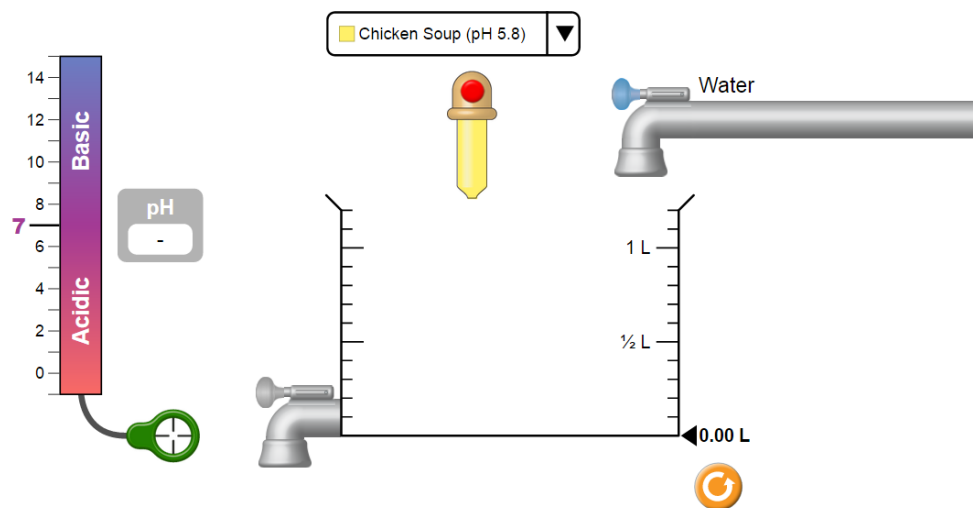 Chicken Soup (pH 5.8)
Water
14
12
10
8
7
6
4
2
0
Basic
Acidic
pH
-
1 L
½ L
0.00 L